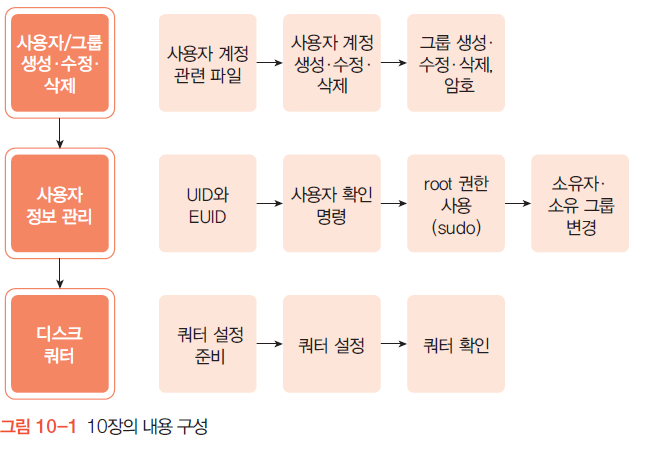 사용자/그룹
생성·수정·
삭제
사용자 계정
관련 파일
사용자 계정
생성·수정·
삭제
그룹 생성·
수정·삭제,
암호
사용자
정보 관리
UID와
EUID
사용자 확인
명령
root 권한
사용
(sudo)
소유자·
소유 그룹
변경
디스크
쿼터
쿼터 설정
준비
쿼터 설정
쿼터 확인
그림 10-1 10장의 내용 구성